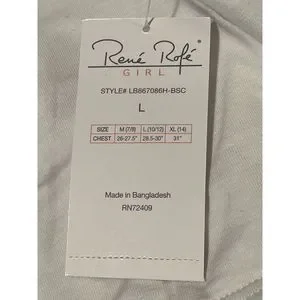 René Rofé
GIRL
STYLE# LB867086H-BSC
L
SIZE M (7/8) L (10/12) XL (14)
CHEST 26-27.5" 28.5-30" 31"
Made in Bangladesh
RN72409